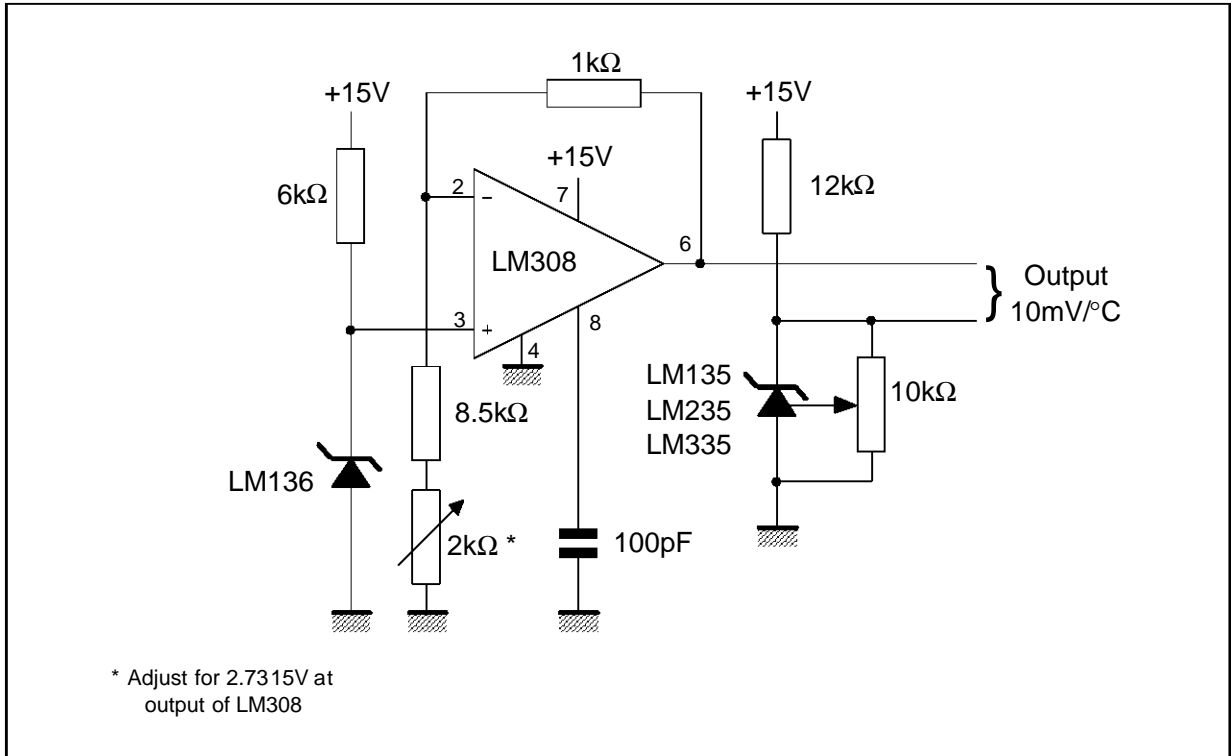 1kΩ
+15V
+15V
+15V
6kΩ
2
−
7
12kΩ
LM308
6
Output
10mV/°C
3
+
8
4
LM135
LM235
LM335
10kΩ
8.5kΩ
LM136
2kΩ *
100pF
* Adjust for 2.7315V at
output of LM308